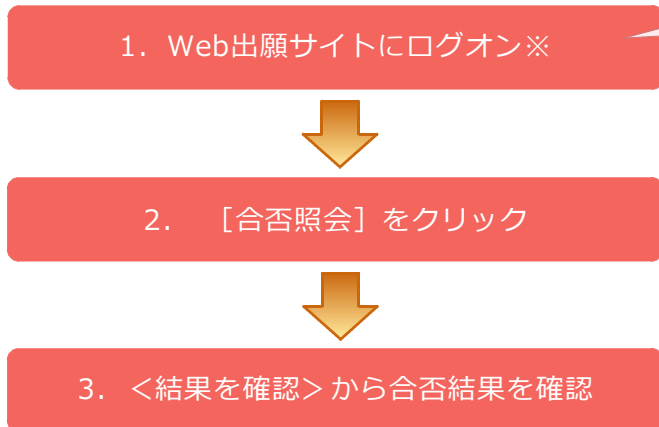 1. Web出願サイトにログオン※
2. ［合否照会］をクリック
3. ＜結果を確認＞から合否結果を確認